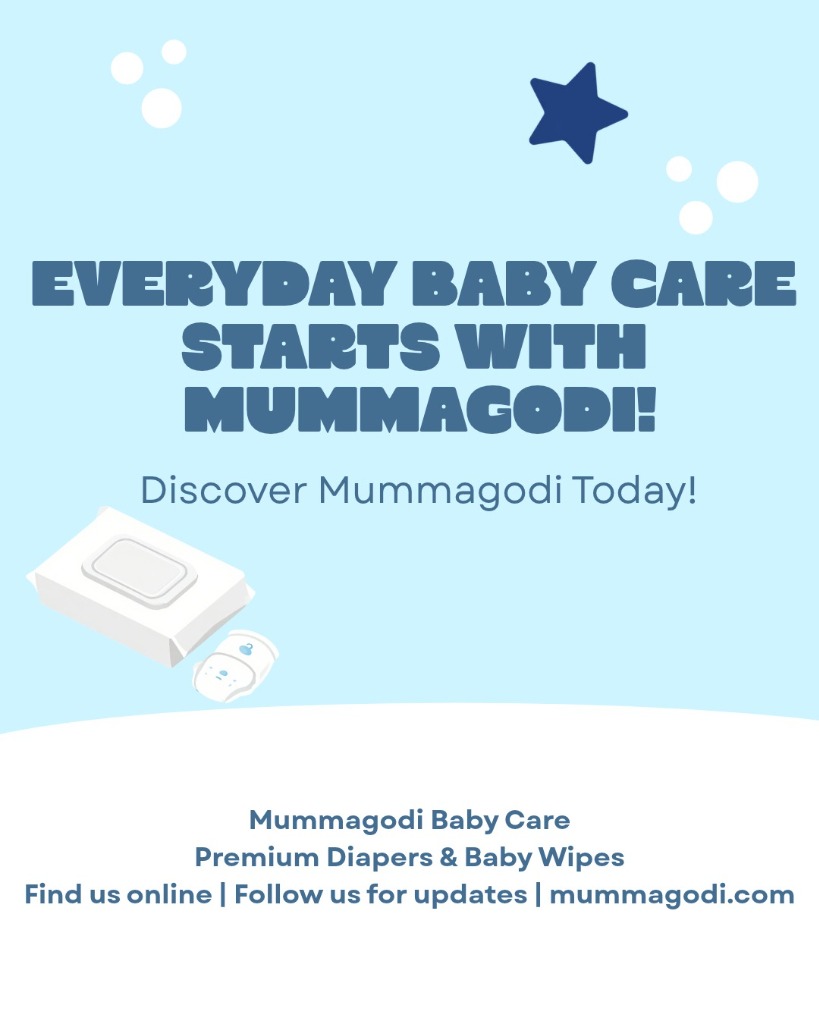 EVERYDAY BABY CARE
STARTS WITH
MUMMAGODI!
Discover Mummagodi Today!
Mummagodi Baby Care
Premium Diapers & Baby Wipes
Find us online | Follow us for updates | mummagodi.com